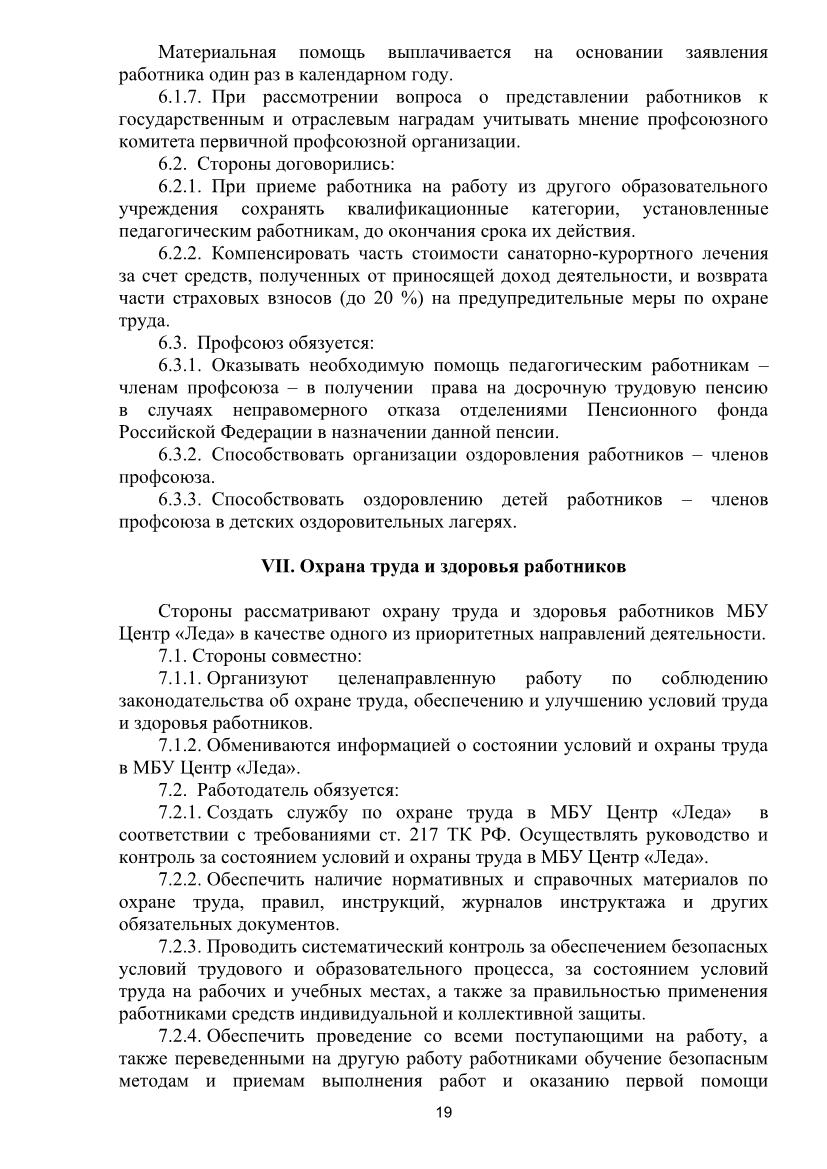 Материальная помощь выплачивается на основании заявления
работника один раз в календарном году.
6.1.7. При рассмотрении вопроса о представлении работников к
государственным и отраслевым наградам учитывать мнение профсоюзного
комитета первичной профсоюзной организации.
6.2. Стороны договорились:
6.2.1. При приеме работника на работу из другого образовательного
учреждения сохранять квалификационные категории, установленные
педагогическим работникам, до окончания срока их действия.
6.2.2. Компенсировать часть стоимости санаторно-курортного лечения
за счет средств, полученных от приносящей доход деятельности, и возврата
части страховых взносов (до 20 %) на предупредительные меры по охране
труда.
6.3. Профсоюз обязуется:
6.3.1. Оказывать необходимую помощь педагогическим работникам –
членам профсоюза – в получении права на досрочную трудовую пенсию
в случаях неправомерного отказа отделениями Пенсионного фонда
Российской Федерации в назначении данной пенсии.
6.3.2. Способствовать организации оздоровления работников – членов
профсоюза.
6.3.3. Способствовать оздоровлению детей работников – членов
профсоюза в детских оздоровительных лагерях.
VII. Охрана труда и здоровья работников
Стороны рассматривают охрану труда и здоровья работников МБУ
Центр «Леда» в качестве одного из приоритетных направлений деятельности.
7.1. Стороны совместно:
7.1.1. Организуют целенаправленную работу по соблюдению
законодательства об охране труда, обеспечению и улучшению условий труда
и здоровья работников.
7.1.2. Обмениваются информацией о состоянии условий и охраны труда
в МБУ Центр «Леда».
7.2. Работодатель обязуется:
7.2.1. Создать службу по охране труда в МБУ Центр «Леда» в
соответствии с требованиями ст. 217 ТК РФ. Осуществлять руководство и
контроль за состоянием условий и охраны труда в МБУ Центр «Леда».
7.2.2. Обеспечить наличие нормативных и справочных материалов по
охране труда, правил, инструкций, журналов инструктажа и других
обязательных документов.
7.2.3. Проводить систематический контроль за обеспечением безопасных
условий трудового и образовательного процесса, за состоянием условий
труда на рабочих и учебных местах, а также за правильностью применения
работниками средств индивидуальной и коллективной защиты.
7.2.4. Обеспечить проведение со всеми поступающими на работу, а
также переведенными на другую работу работниками обучение безопасным
методам и приемам выполнения работ и оказанию первой помощи
19